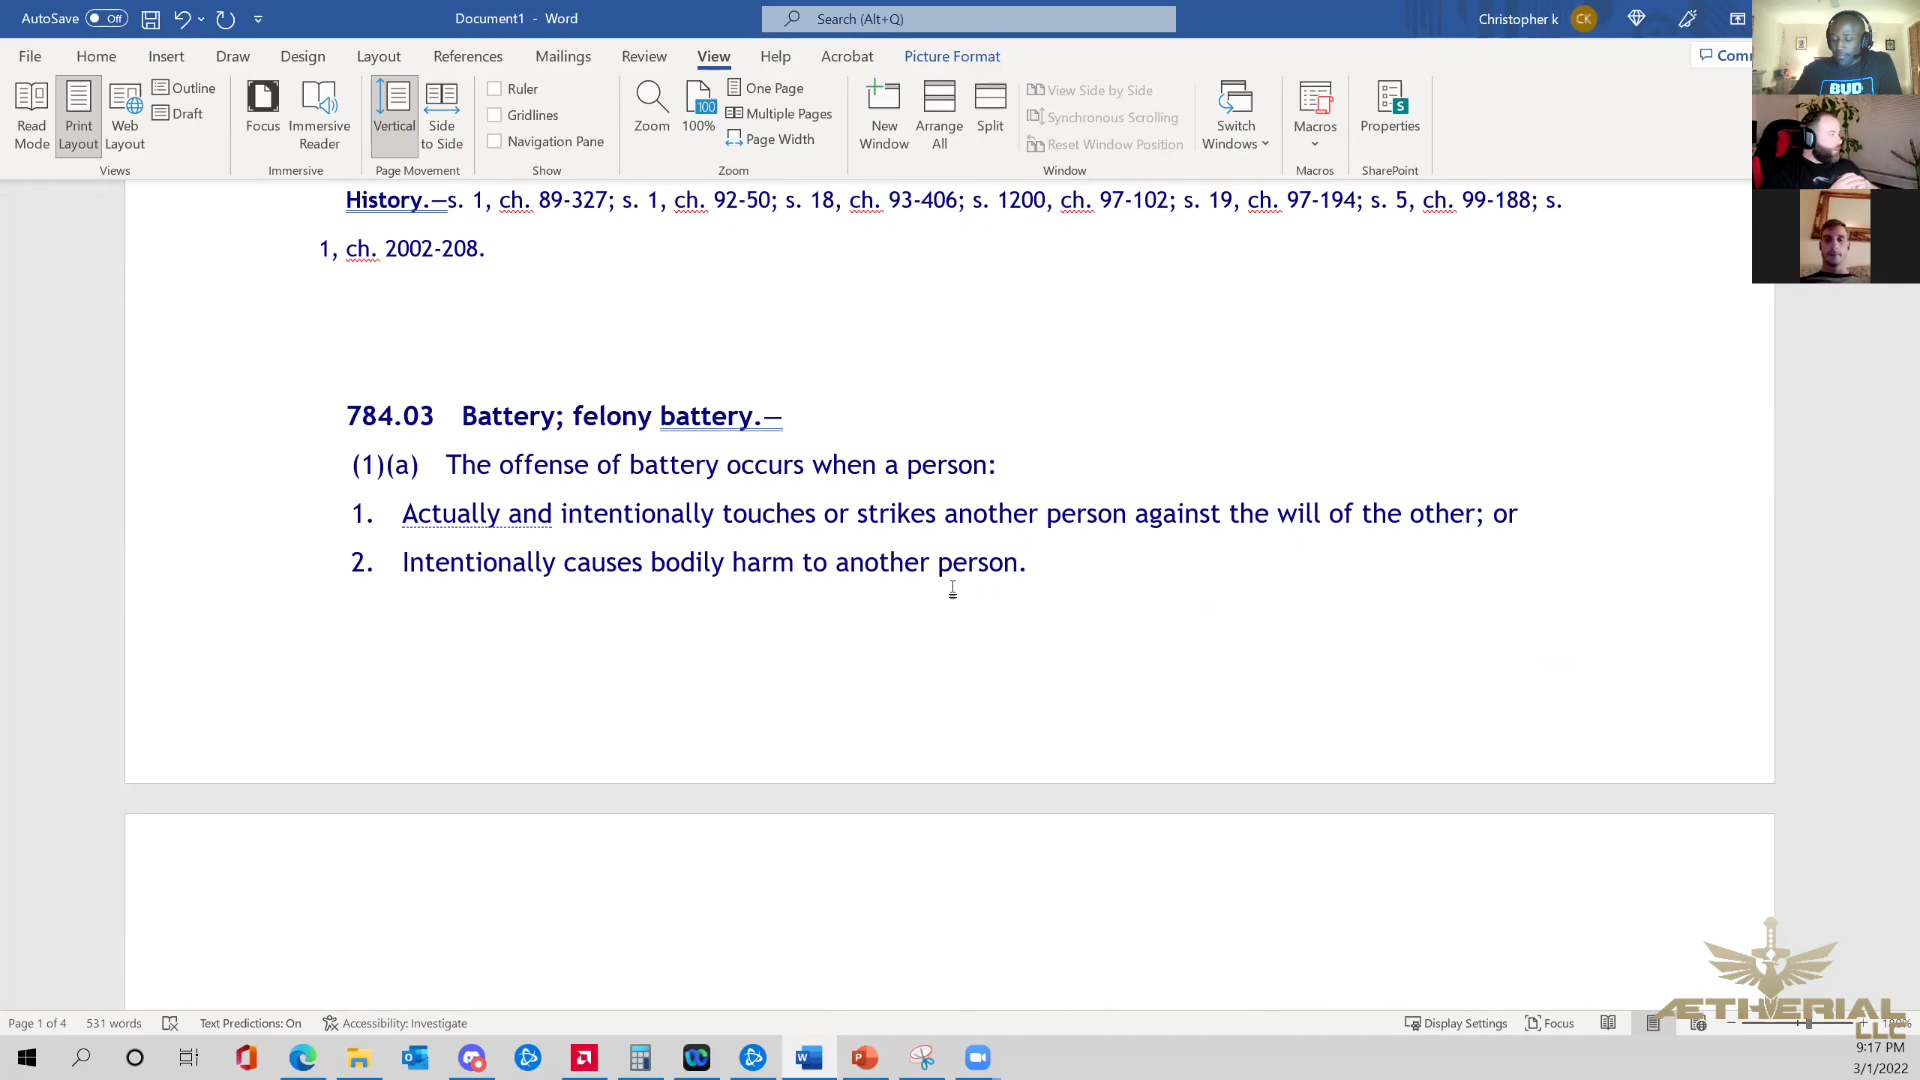 AutoSave Off Document1 - Word Search (Alt+Q) Christopher k CK
File Home Insert Draw Design Layout References Mailings Review View Help Acrobat Picture Format
Read Mode
Print Layout
Web Layout
Outline
Draft
Views
Focus
Immersive Reader
Immersive
Vertical
Side to Side
Page Movement
Ruler
Gridlines
Navigation Pane
Show
Zoom
100
100%
One Page
Multiple Pages
Page Width
Zoom
New Window
Arrange All
Split
View Side by Side
Synchronous Scrolling
Reset Window Position
Switch Windows
Window
Macros
Macros
Properties
SharePoint
BUD
History.—s. 1, ch. 89-327; s. 1, ch. 92-50; s. 18, ch. 93-406; s. 1200, ch. 97-102; s. 19, ch. 97-194; s. 5, ch. 99-188; s.
1, ch. 2002-208.
784.03 Battery; felony battery.—
(1)(a) The offense of battery occurs when a person:
1. Actually and intentionally touches or strikes another person against the will of the other; or
2. Intentionally causes bodily harm to another person.
ÆTHERIAL
LLC
Page 1 of 4 531 words Text Predictions: On Accessibility: Investigate Display Settings Focus
9:17 PM
3/1/2022